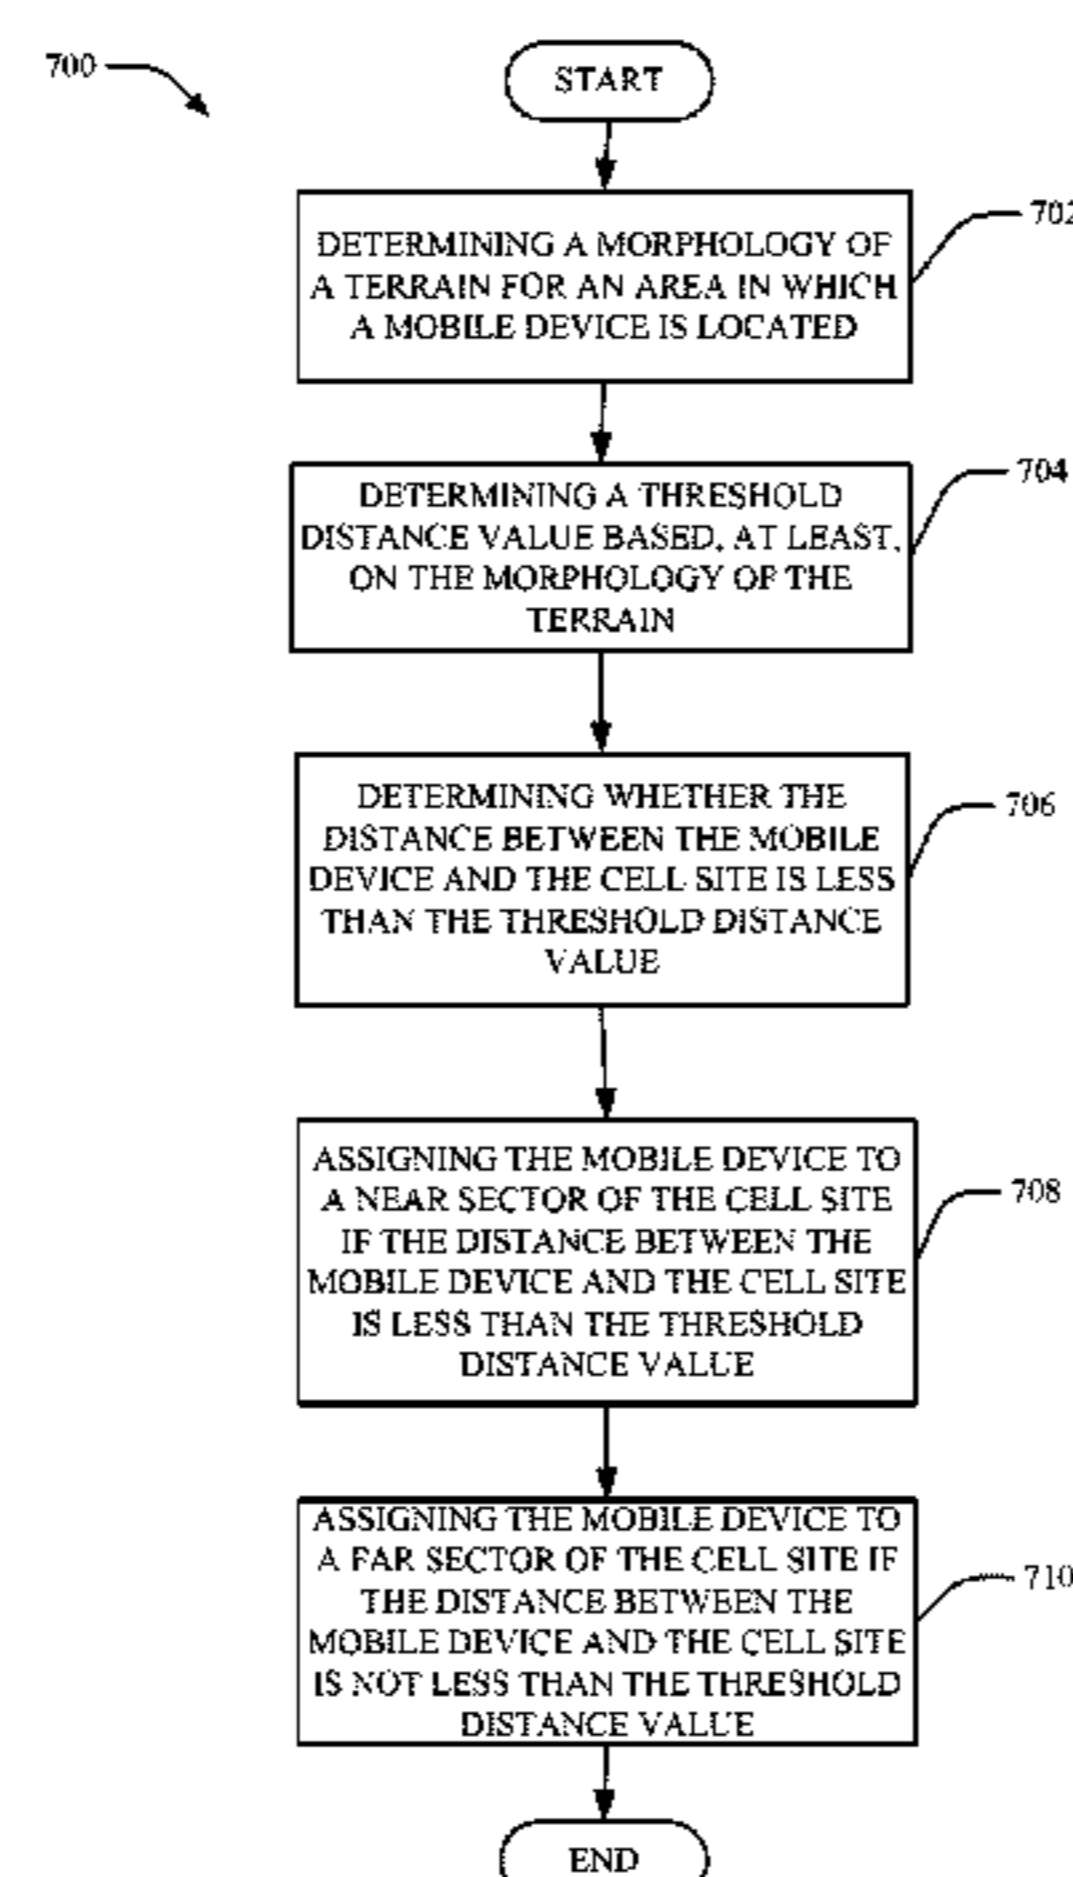 700
START
702
DETERMINING A MORPHOLOGY OF
A TERRAIN FOR AN AREA IN WHICH
A MOBILE DEVICE IS LOCATED
704
DETERMINING A THRESHOLD
DISTANCE VALUE BASED, AT LEAST,
ON THE MORPHOLOGY OF THE
TERRAIN
706
DETERMINING WHETHER THE
DISTANCE BETWEEN THE MOBILE
DEVICE AND THE CELL SITE IS LESS
THAN THE THRESHOLD DISTANCE
VALUE
708
ASSIGNING THE MOBILE DEVICE TO
A NEAR SECTOR OF THE CELL SITE
IF THE DISTANCE BETWEEN THE
MOBILE DEVICE AND THE CELL SITE
IS LESS THAN THE THRESHOLD
DISTANCE VALUE
710
ASSIGNING THE MOBILE DEVICE TO
A FAR SECTOR OF THE CELL SITE IF
THE DISTANCE BETWEEN THE
MOBILE DEVICE AND THE CELL SITE
IS NOT LESS THAN THE THRESHOLD
DISTANCE VALUE
END